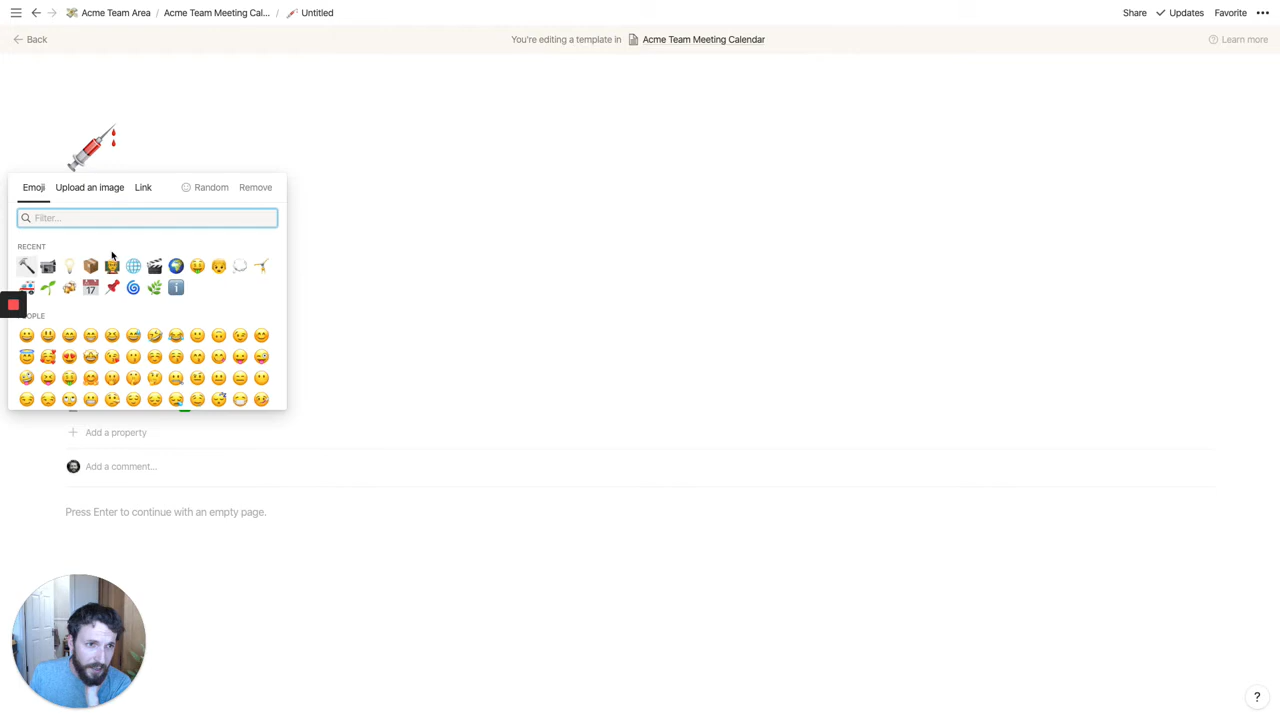 Acme Team Area / Acme Team Meeting Cal... / Untitled
Share Updates Favorite
Back
You're editing a template in Acme Team Meeting Calendar
Learn more
Emoji Upload an image Link Random Remove
Filter...
RECENT
17
OPLE
Add a property
Add a comment...
Press Enter to continue with an empty page.
?